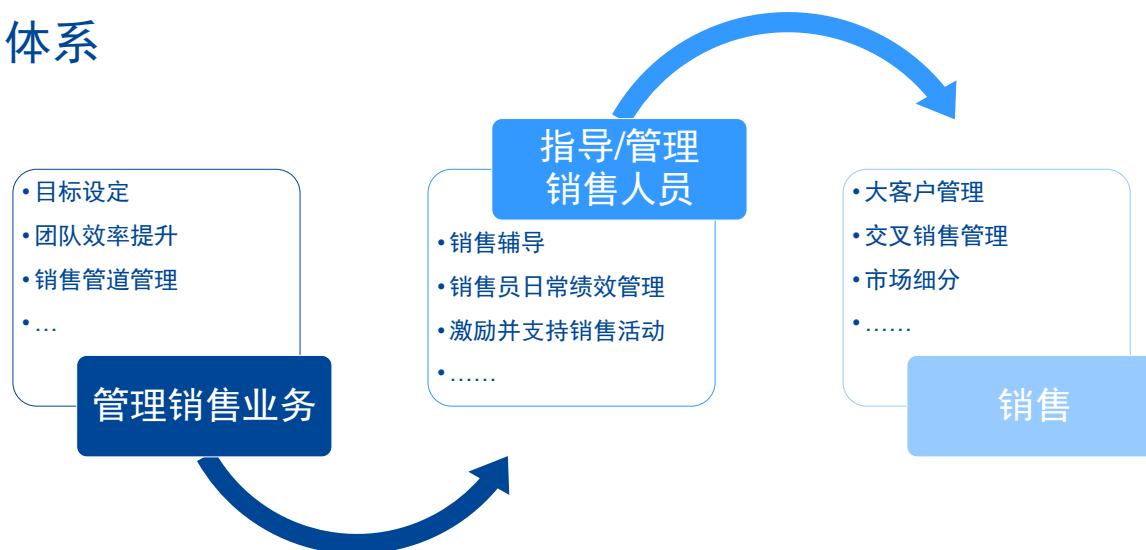 体系
• 目标设定
• 团队效率提升
• 销售管道管理
• …
管理销售业务
指导/管理
销售人员
• 销售辅导
• 销售员日常绩效管理
• 激励并支持销售活动
• ……
• 大客户管理
• 交叉销售管理
• 市场细分
• ……
销售